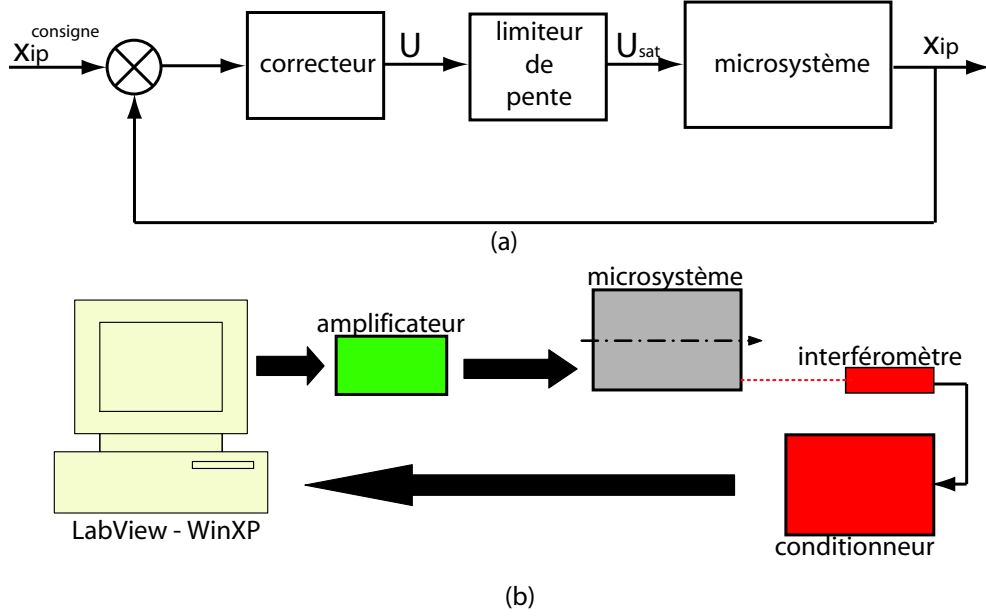 consigne
xip
correcteur
U
limiteur
de
pente
Usat
microsystème
xip
(a)
microsystème
amplificateur
interféromètre
LabView - WinXP
conditionneur
(b)